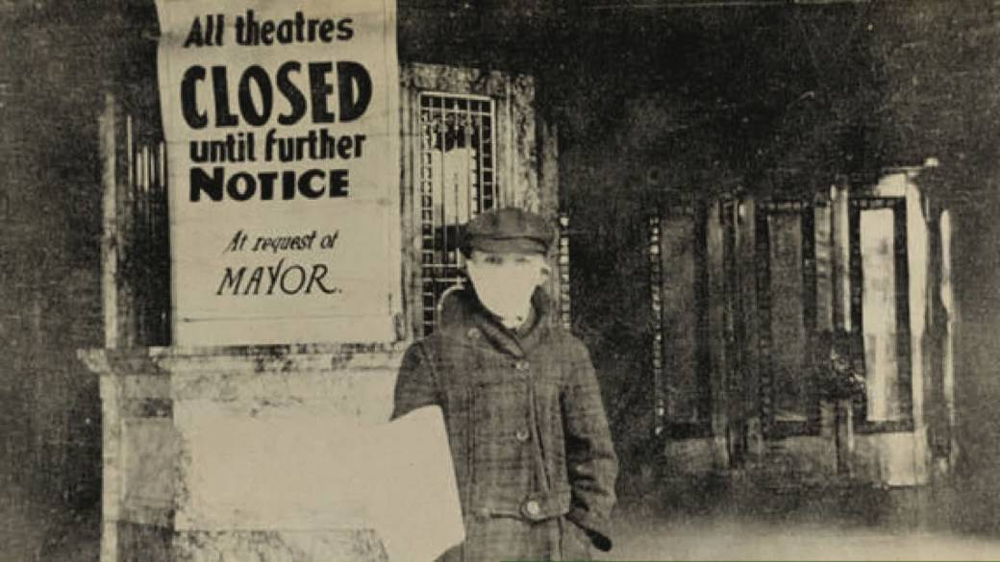 All theatres
CLOSED
until further
NOTICE
At request of
MAYOR.